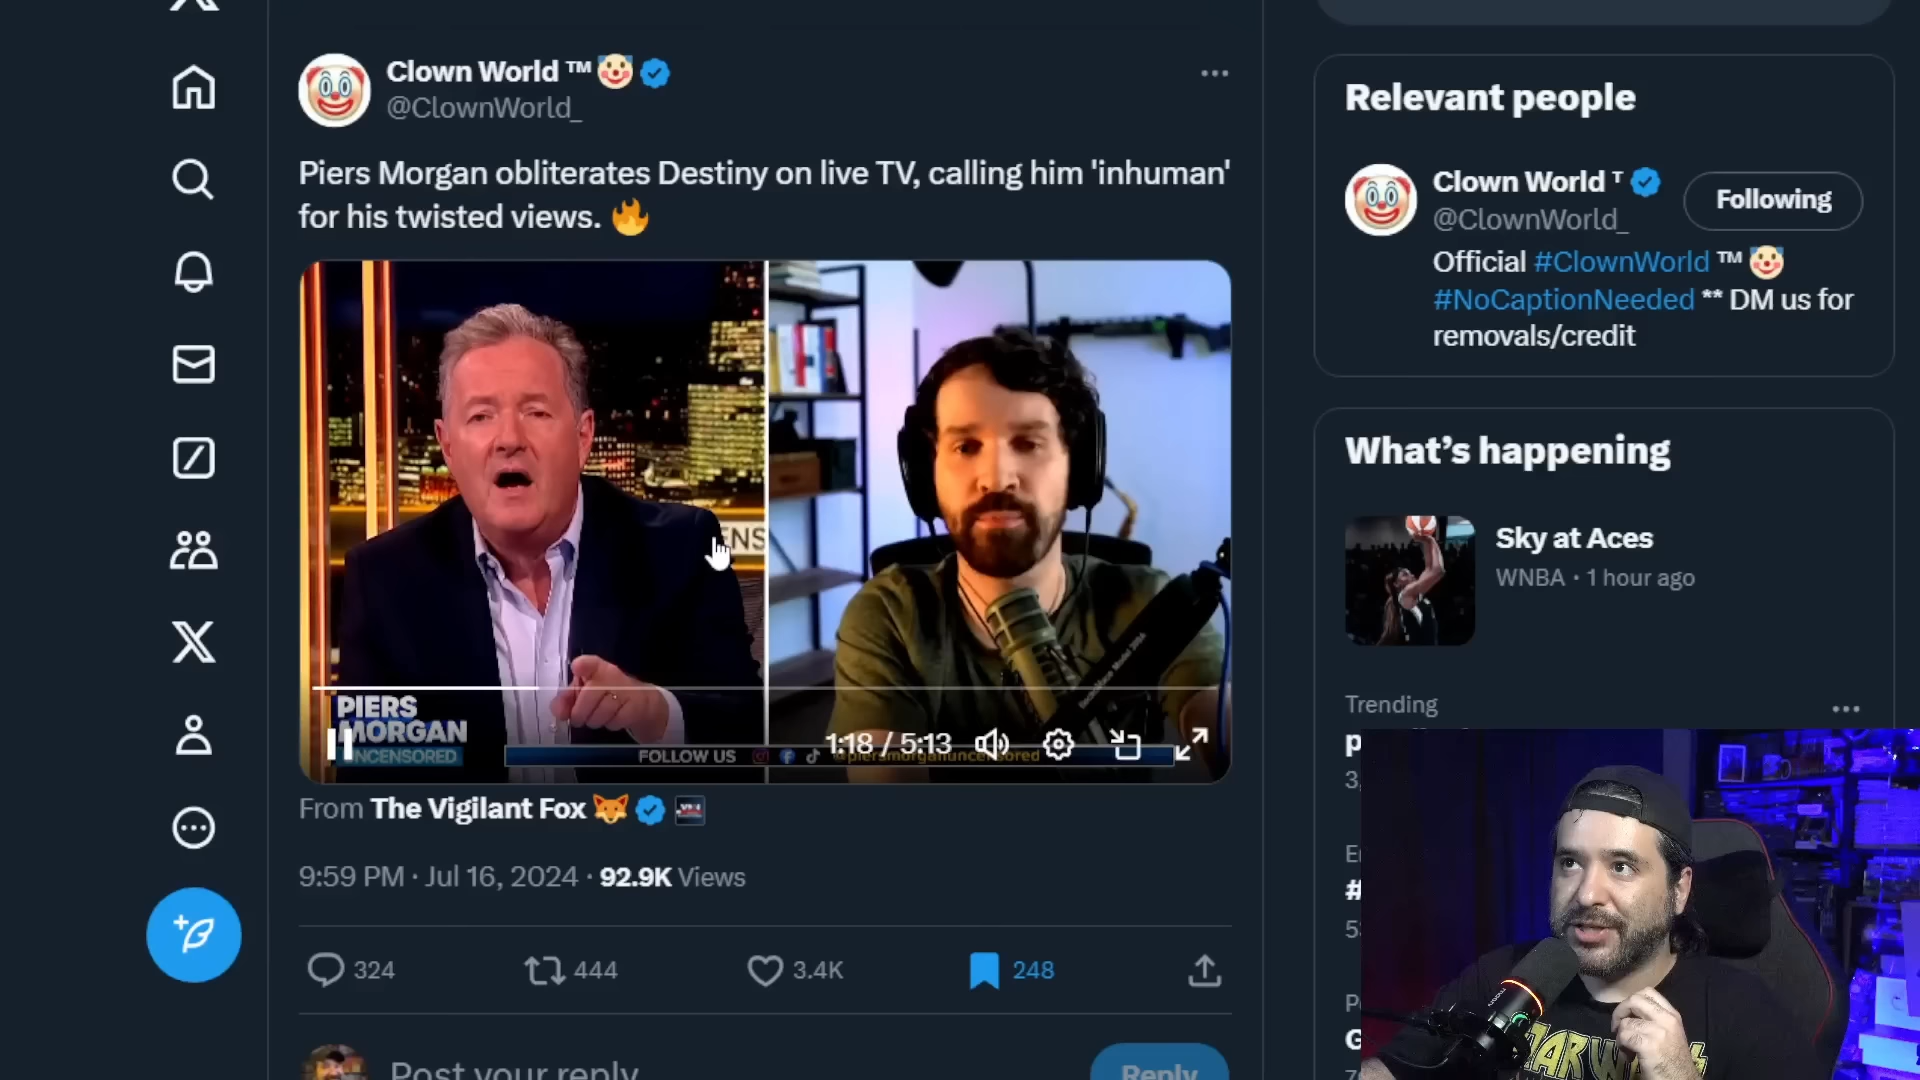 Clown World ™🤡
@ClownWorld_
Piers Morgan obliterates Destiny on live TV, calling him 'inhuman'
for his twisted views. 🔥
ENS
PIERS
MORGAN
UNCENSORED
FOLLOW US
@piersmorganuncensored
1:18 / 5:13
From The Vigilant Fox 🦊
9:59 PM · Jul 16, 2024 · 92.9K Views
324
444
3.4K
248
Post your reply
Reply
Relevant people
Clown World ᵀ
@ClownWorld_
Following
Official #ClownWorld ™🤡
#NoCaptionNeeded ** DM us for
removals/credit
What's happening
Sky at Aces
WNBA · 1 hour ago
Trending